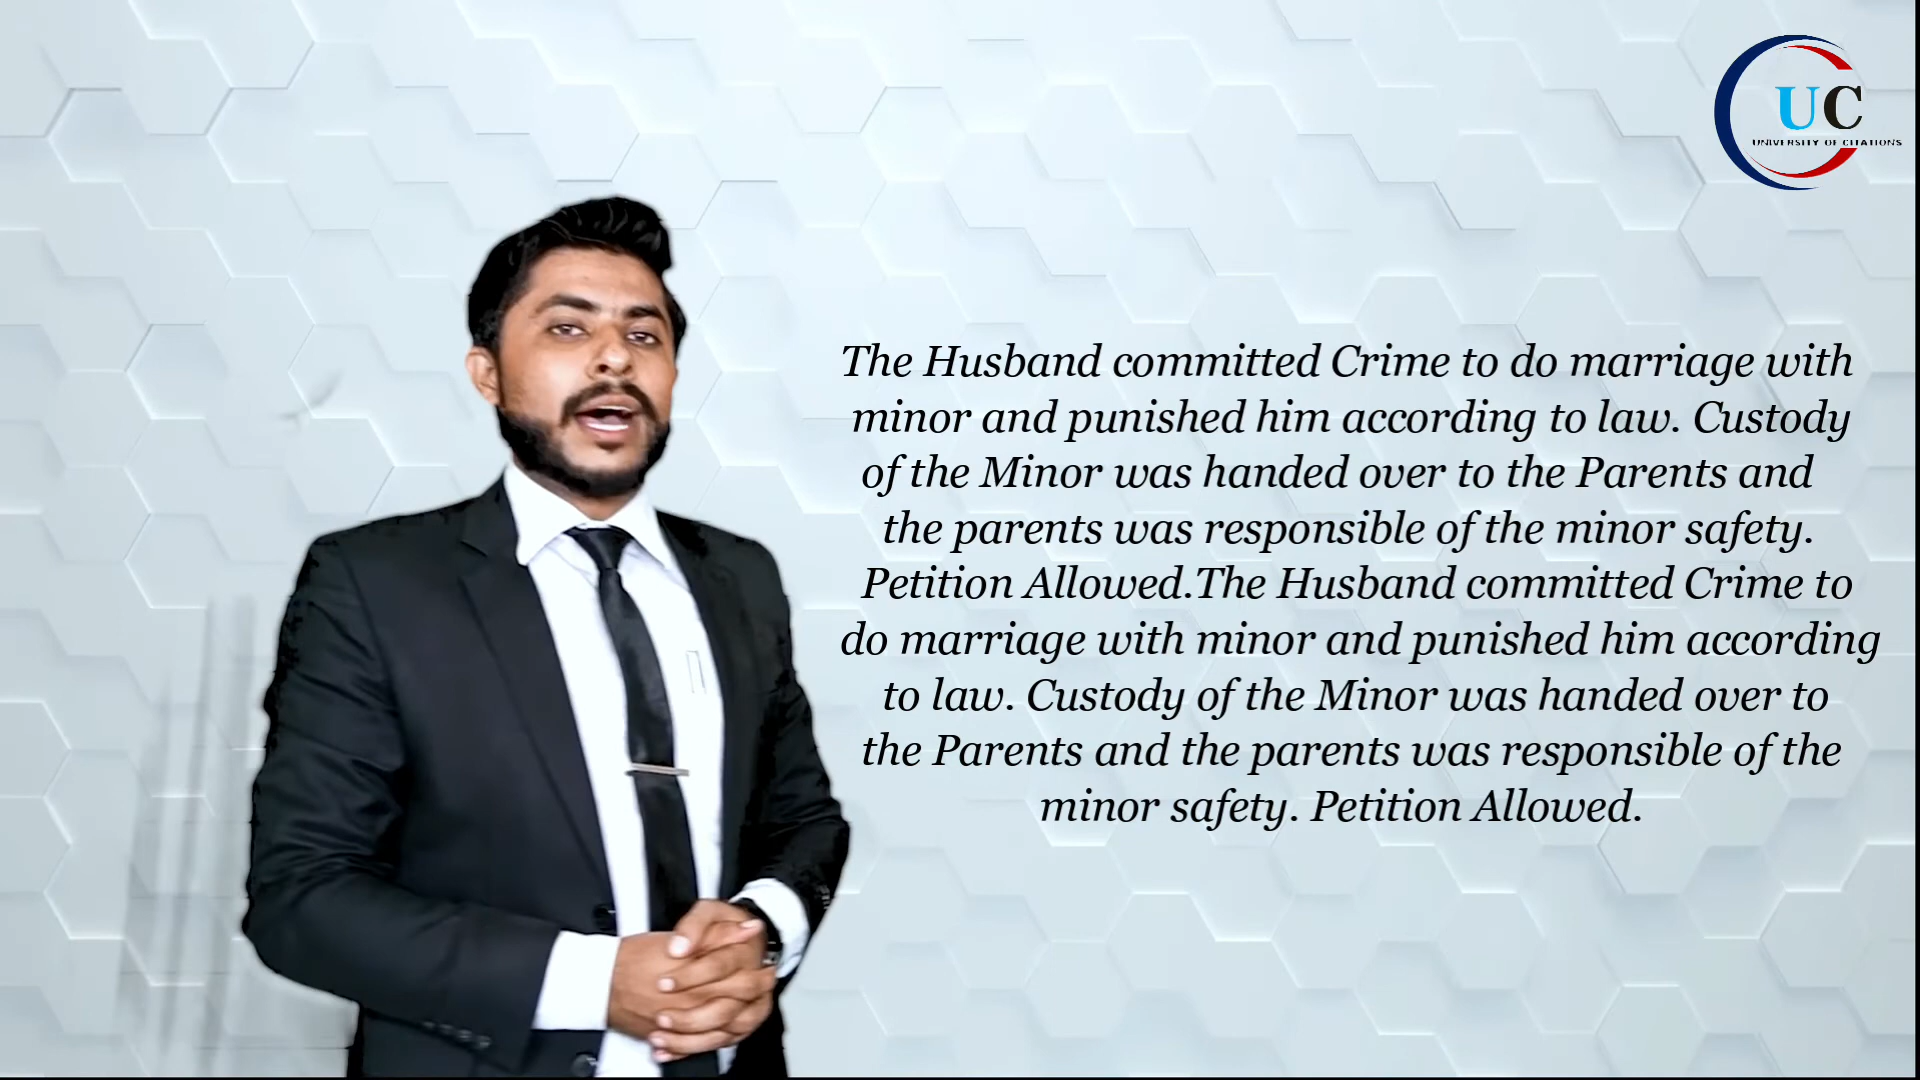 UC
UNIVERSITY OF CITATIONS
The Husband committed Crime to do marriage with
minor and punished him according to law. Custody
of the Minor was handed over to the Parents and
the parents was responsible of the minor safety.
Petition Allowed.The Husband committed Crime to
do marriage with minor and punished him according
to law. Custody of the Minor was handed over to
the Parents and the parents was responsible of the
minor safety. Petition Allowed.